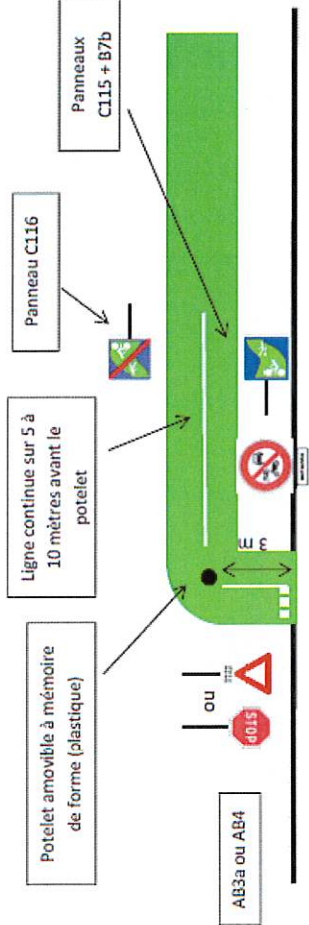 Panneaux
C115 + B7b
Panneau C116
Ligne continue sur 5 à
10 mètres avant le
potelet
Potelet amovible à mémoire
de forme (plastique)
3 m
ou
STOP
AB3a ou AB4